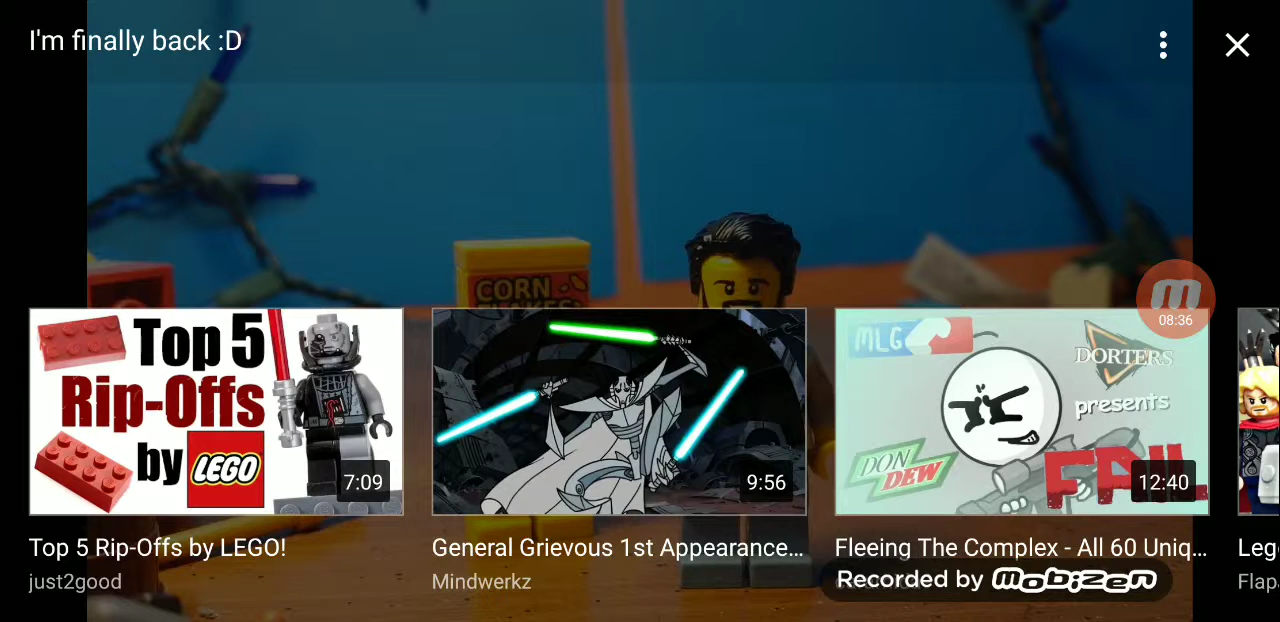 I'm finally back :D
CORN
08:36
Top 5
Rip-Offs
by LEGO
7:09
9:56
MLG
DORTERS
presents
DON
DEW
FAIL
12:40
Top 5 Rip-Offs by LEGO!
General Grievous 1st Appearance...
Fleeing The Complex - All 60 Uniq...
Leg
just2good
Mindwerkz
Recorded by mobizen
Flap